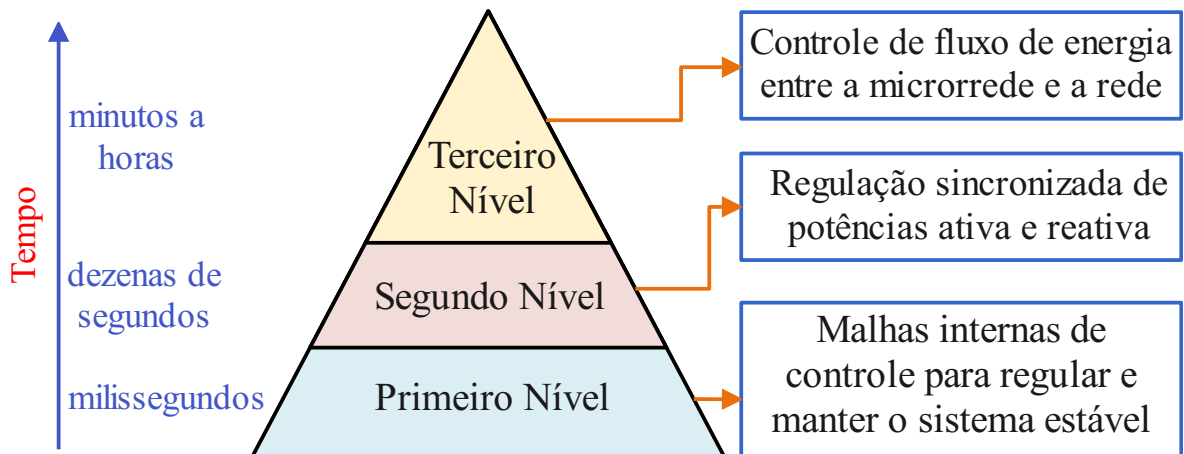 Tempo
minutos a
horas
dezenas de
segundos
milissegundos
Terceiro
Nível
Segundo Nível
Primeiro Nível
Controle de fluxo de energia
entre a microrrede e a rede
Regulação sincronizada de
potências ativa e reativa
Malhas internas de
controle para regular e
manter o sistema estável